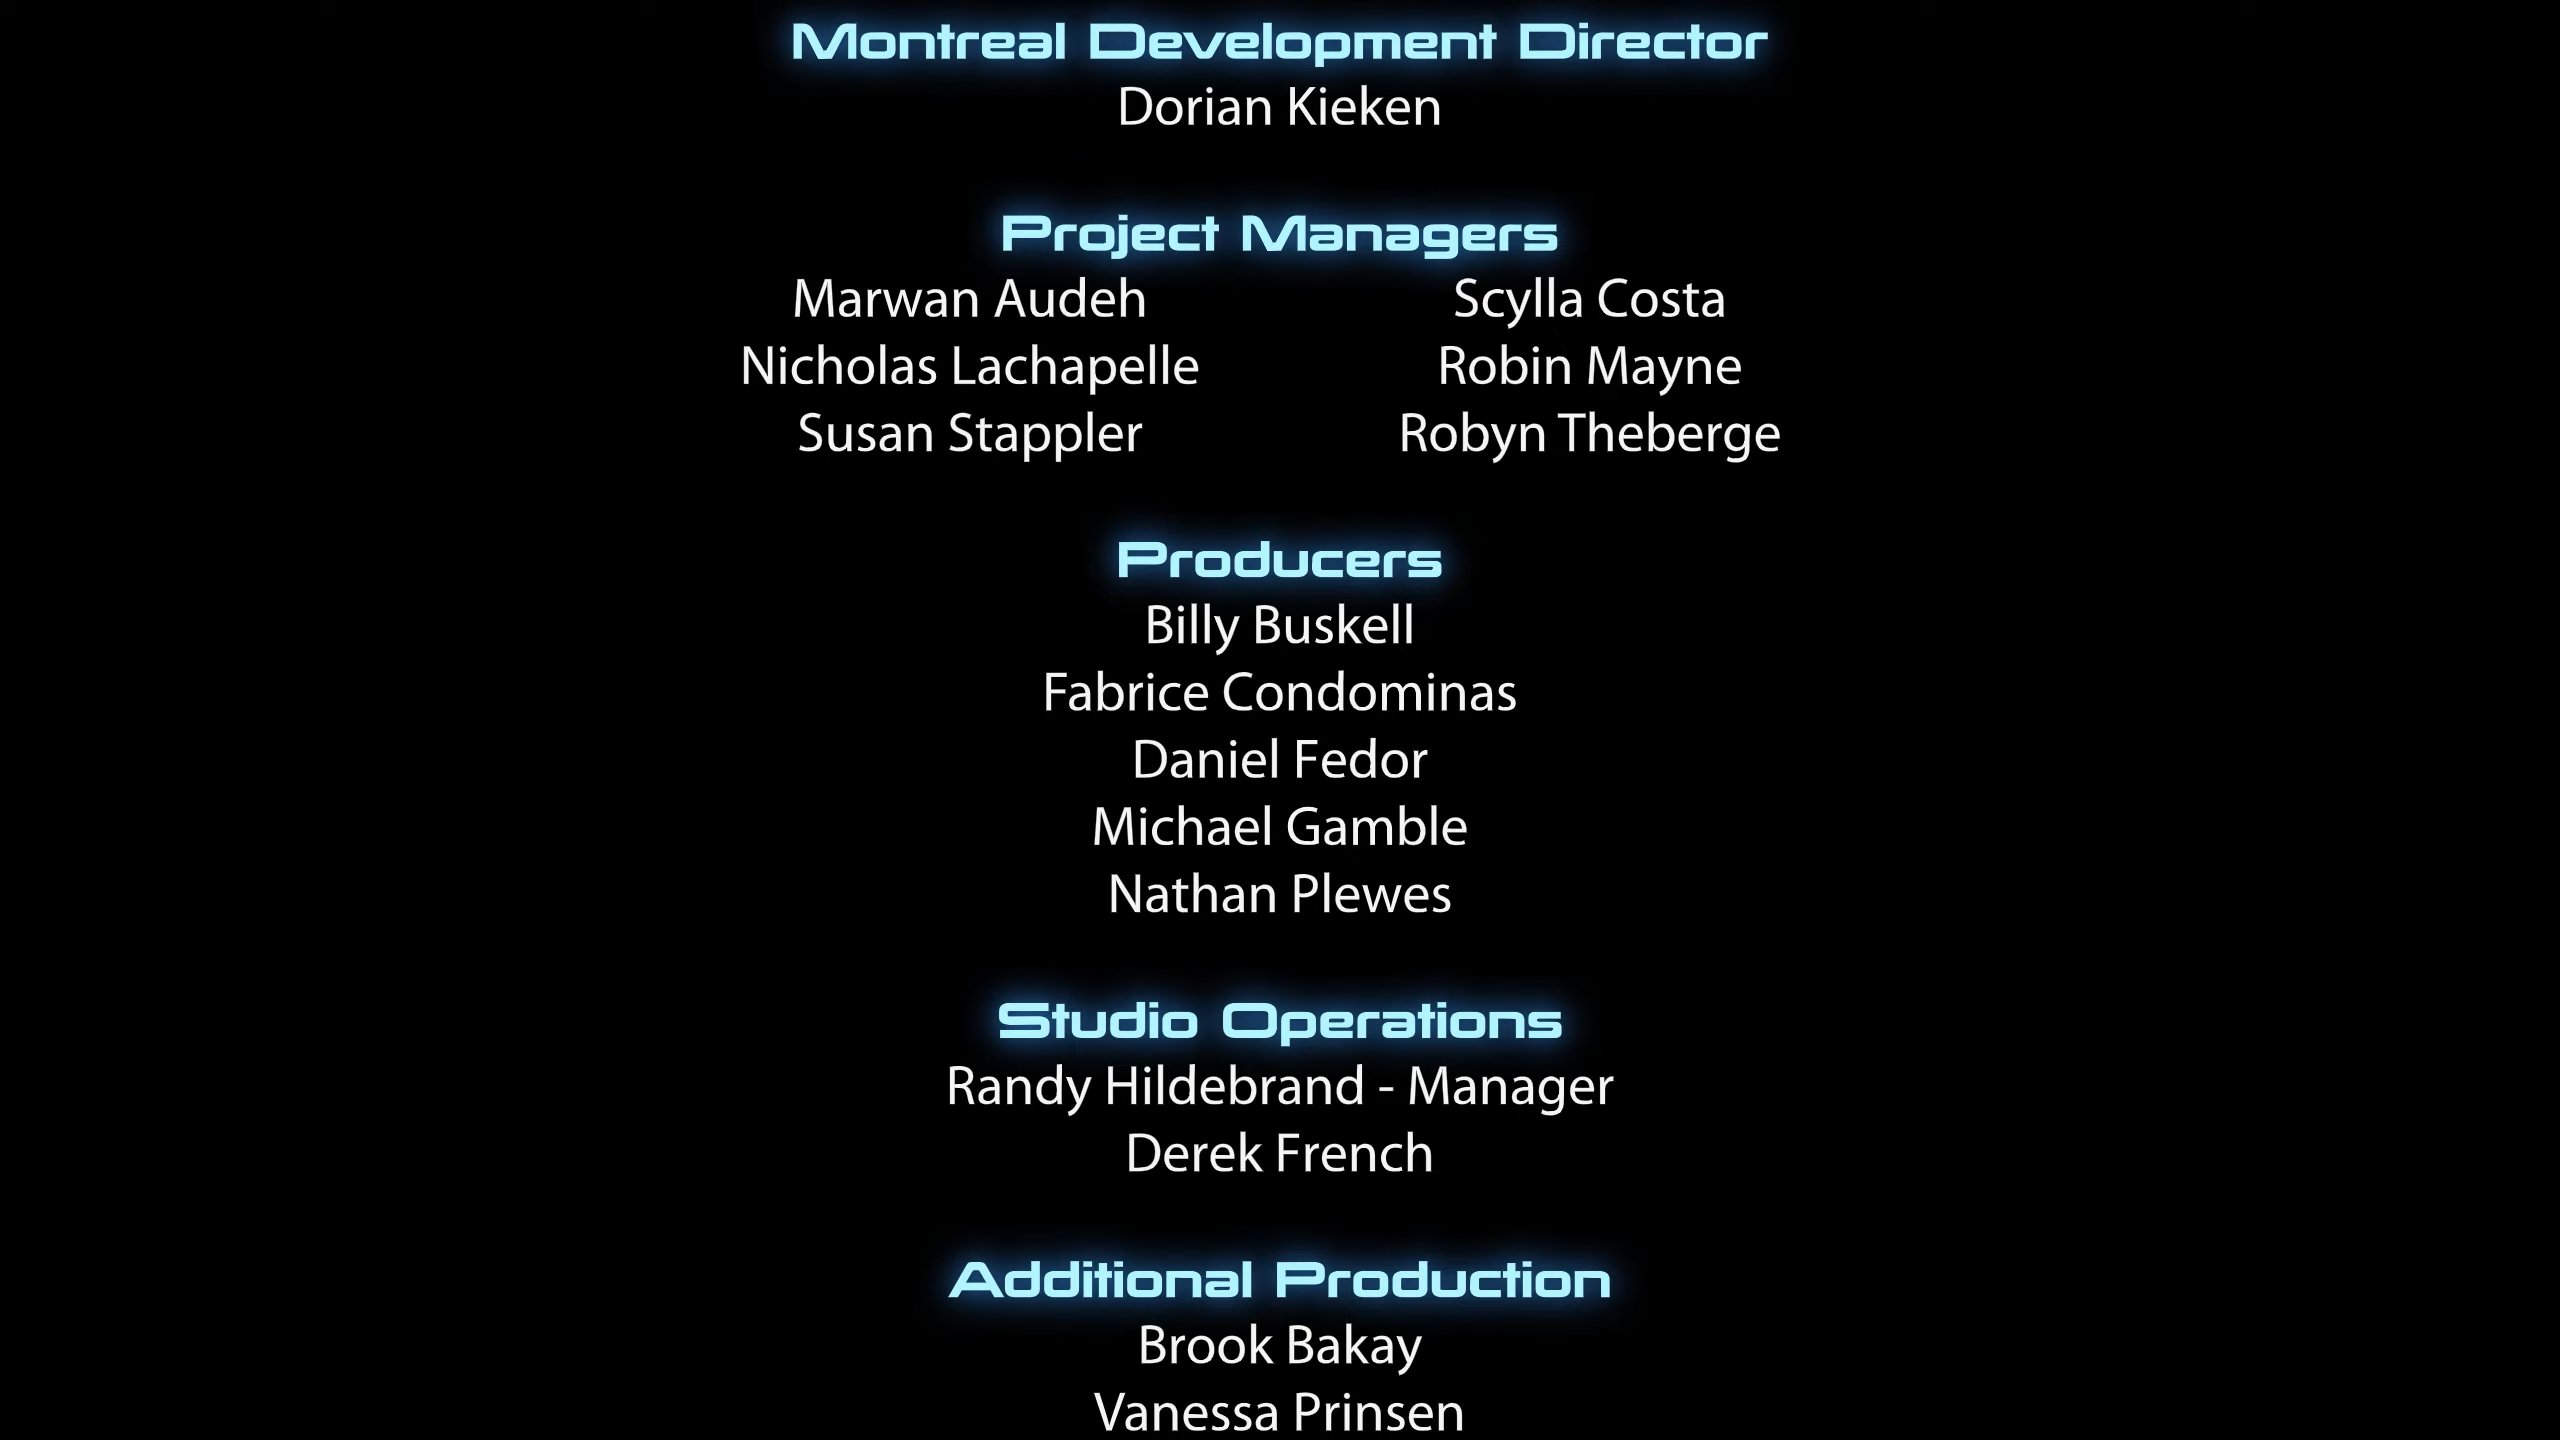 Montreal Development Director
Dorian Kieken
Project Managers
Marwan Audeh Scylla Costa
Nicholas Lachapelle Robin Mayne
Susan Stappler Robyn Theberge
Producers
Billy Buskell
Fabrice Condominas
Daniel Fedor
Michael Gamble
Nathan Plewes
Studio Operations
Randy Hildebrand - Manager
Derek French
Additional Production
Brook Bakay
Vanessa Prinsen